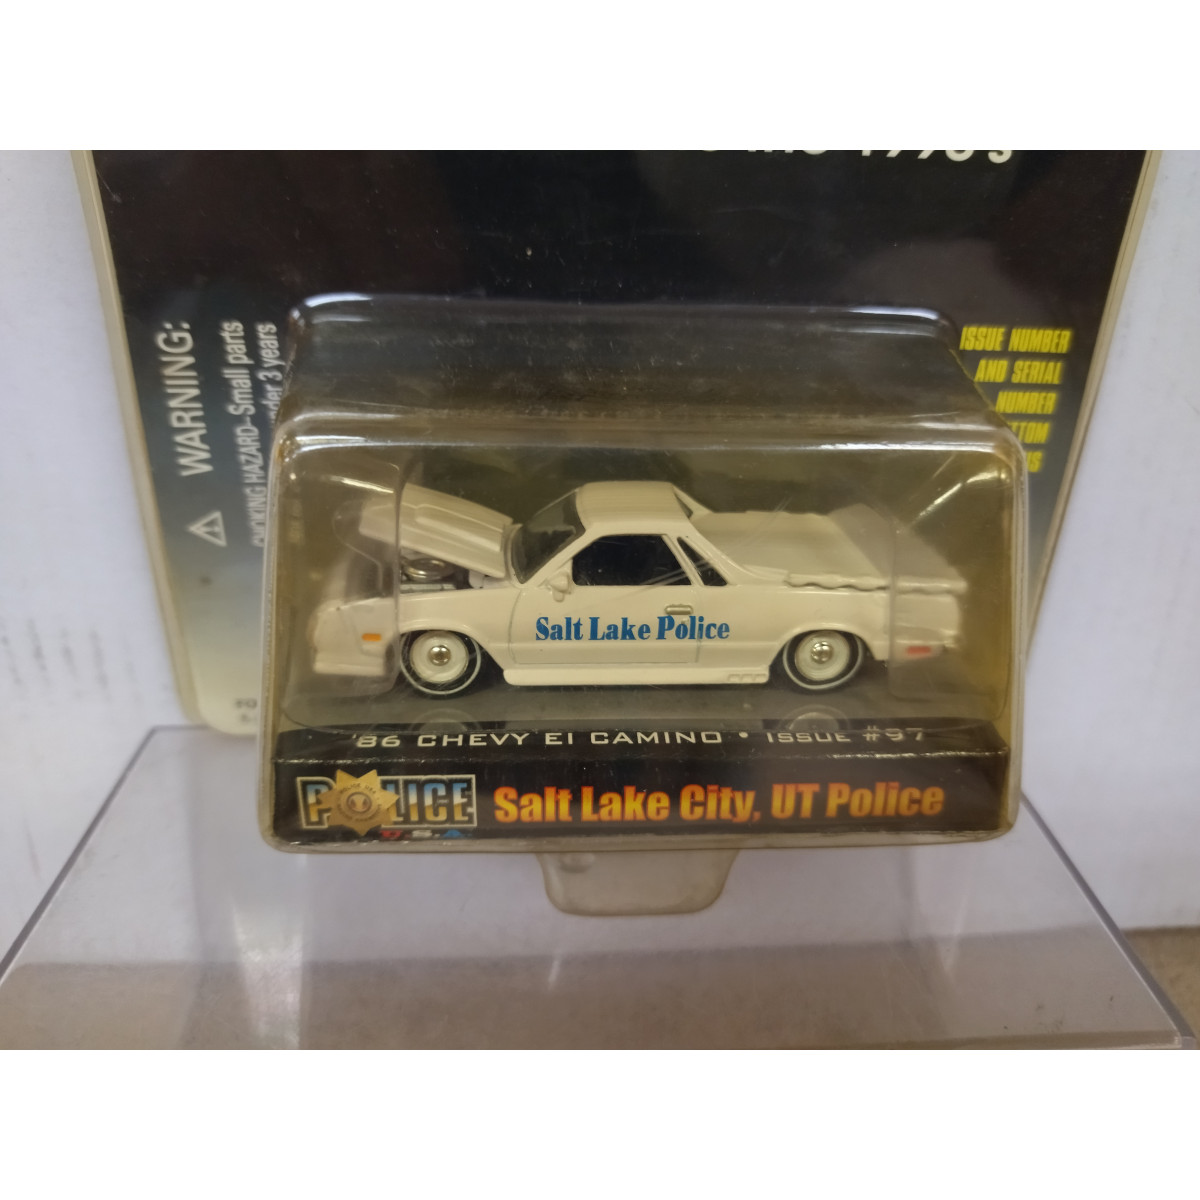 1990's
WARNING:
CHOKING HAZARD--Small parts
3 years
ISSUE NUMBER
AND SERIAL
NUMBER
Salt Lake Police
'86 CHEVY El CAMINO • ISSUE #97
POLICE
U.S.A
Salt Lake City, UT Police